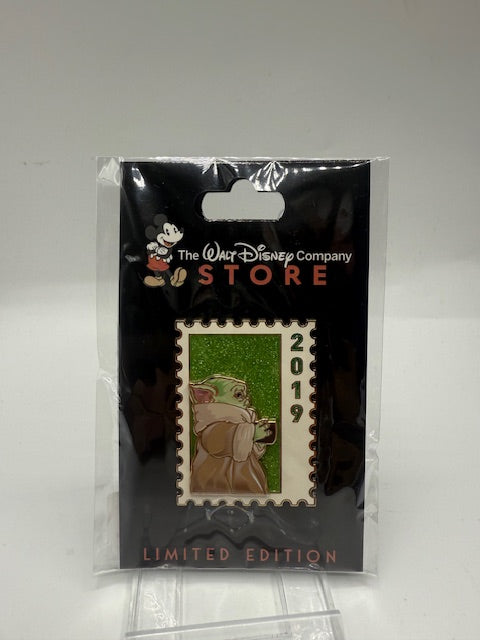 The WALT DISNEY Company
STORE
2019
LIMITED EDITION